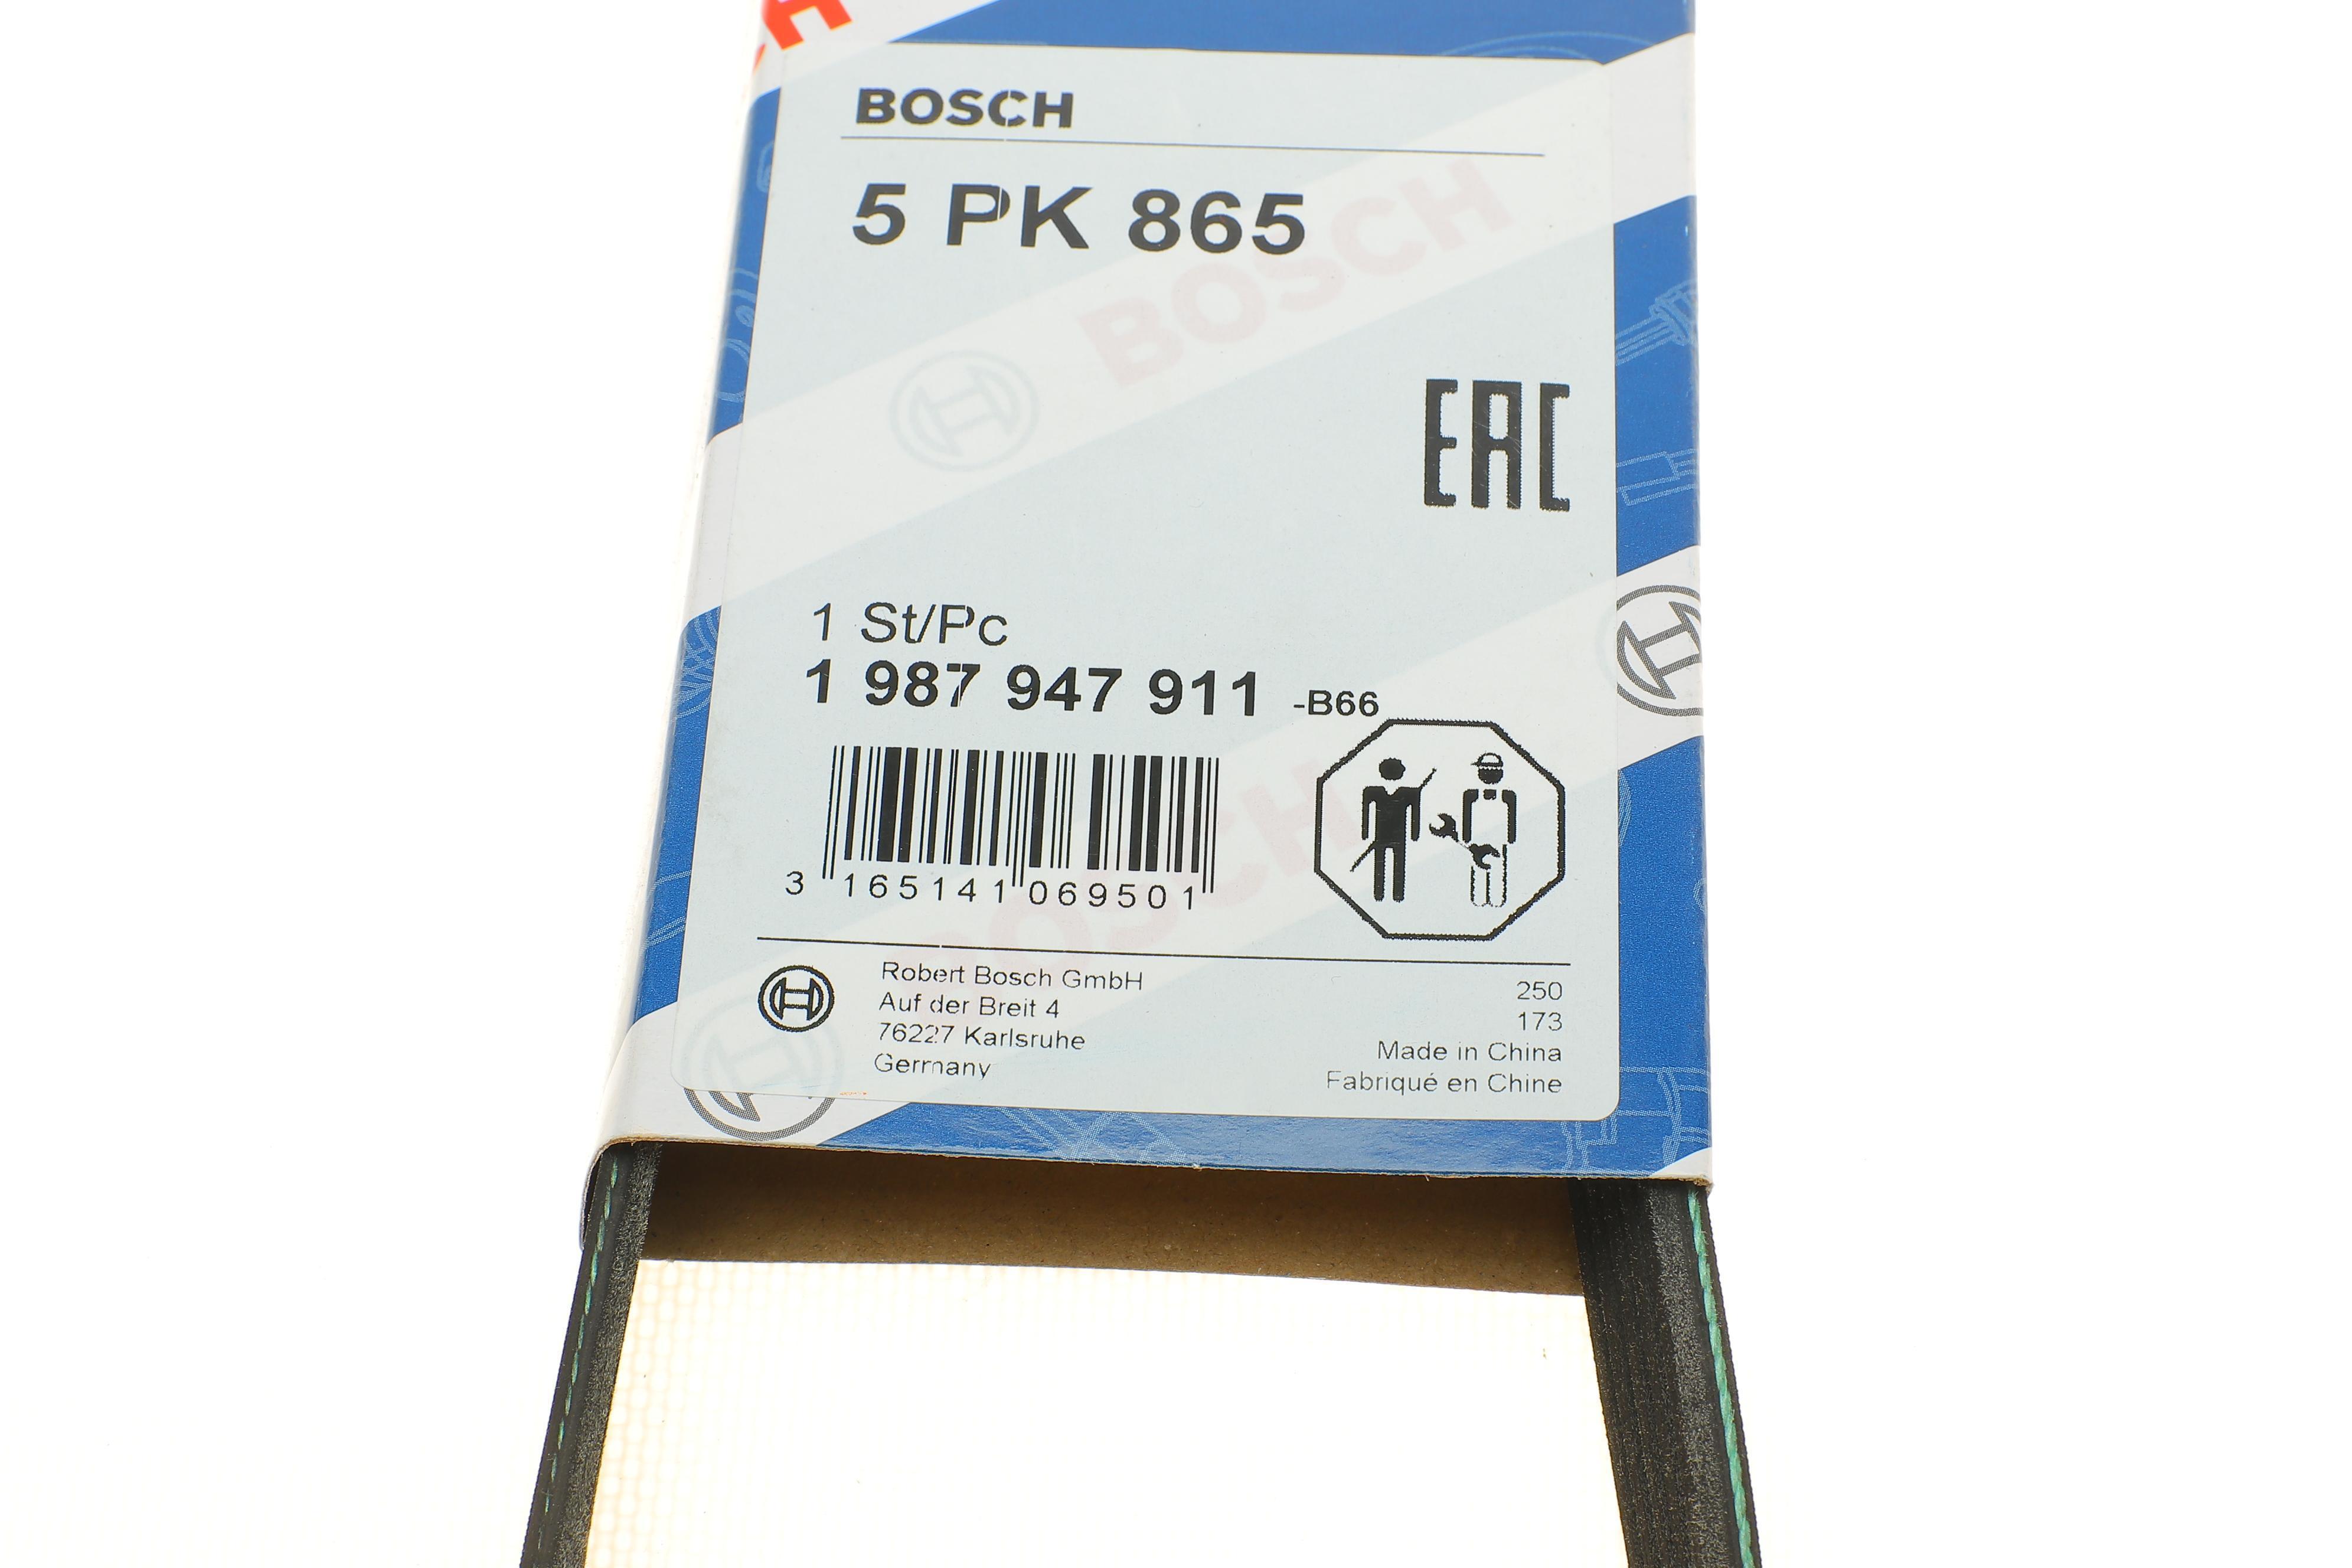 BOSCH
5 PK 865
BOSCH
EAC
1 St/Pc
1 987 947 911 -B66
3 165141 069501
Robert Bosch GmbH
Auf der Breit 4
76227 Karlsruhe
Germany
250
173
Made in China
Fabriqué en Chine